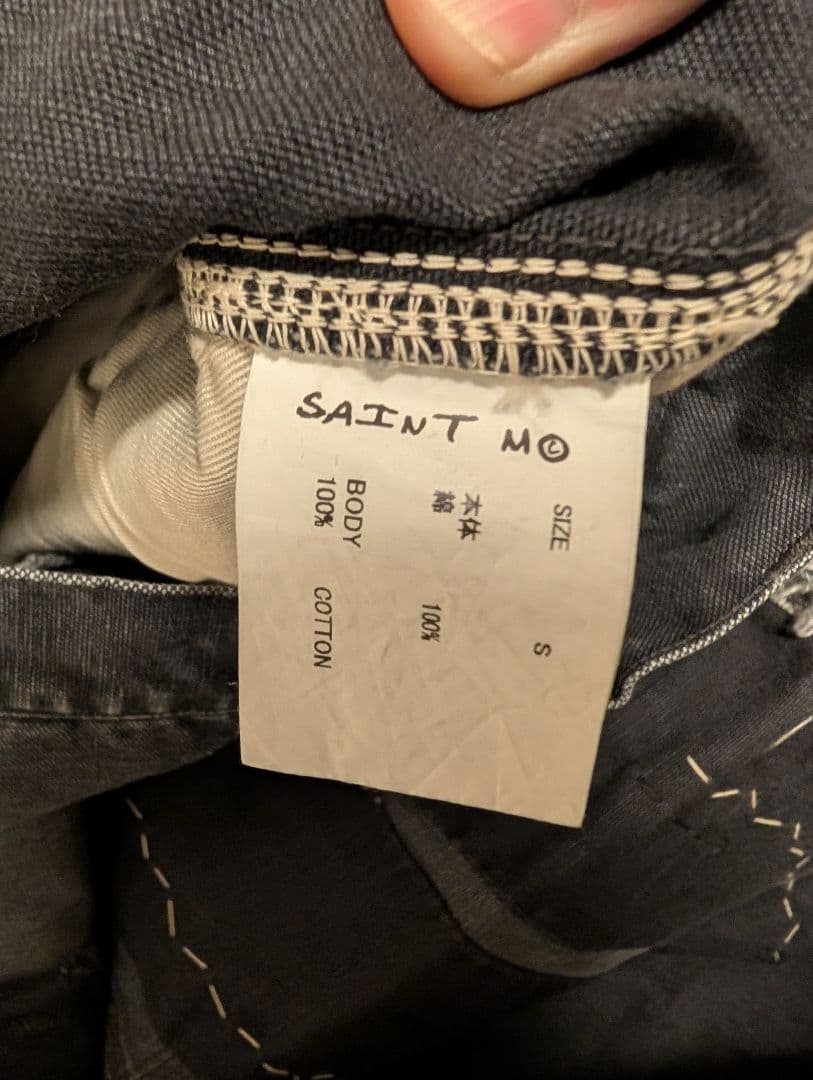 SAINT M©
SIZE S
本体
綿 100%
BODY
100% COTTON